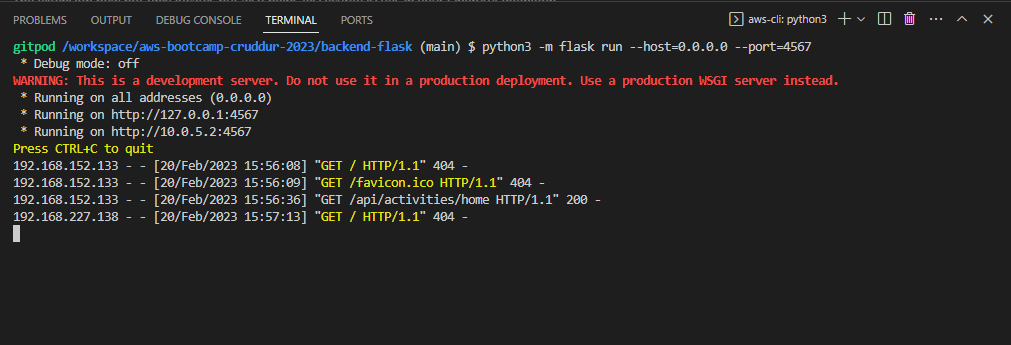 PROBLEMS OUTPUT DEBUG CONSOLE TERMINAL PORTS aws-cli: python3
gitpod /workspace/aws-bootcamp-cruddur-2023/backend-flask (main) $ python3 -m flask run --host=0.0.0.0 --port=4567
* Debug mode: off
WARNING: This is a development server. Do not use it in a production deployment. Use a production WSGI server instead.
* Running on all addresses (0.0.0.0)
* Running on http://127.0.0.1:4567
* Running on http://10.0.5.2:4567
Press CTRL+C to quit
192.168.152.133 - - [20/Feb/2023 15:56:08] "GET / HTTP/1.1" 404 -
192.168.152.133 - - [20/Feb/2023 15:56:09] "GET /favicon.ico HTTP/1.1" 404 -
192.168.152.133 - - [20/Feb/2023 15:56:36] "GET /api/activities/home HTTP/1.1" 200 -
192.168.227.138 - - [20/Feb/2023 15:57:13] "GET / HTTP/1.1" 404 -